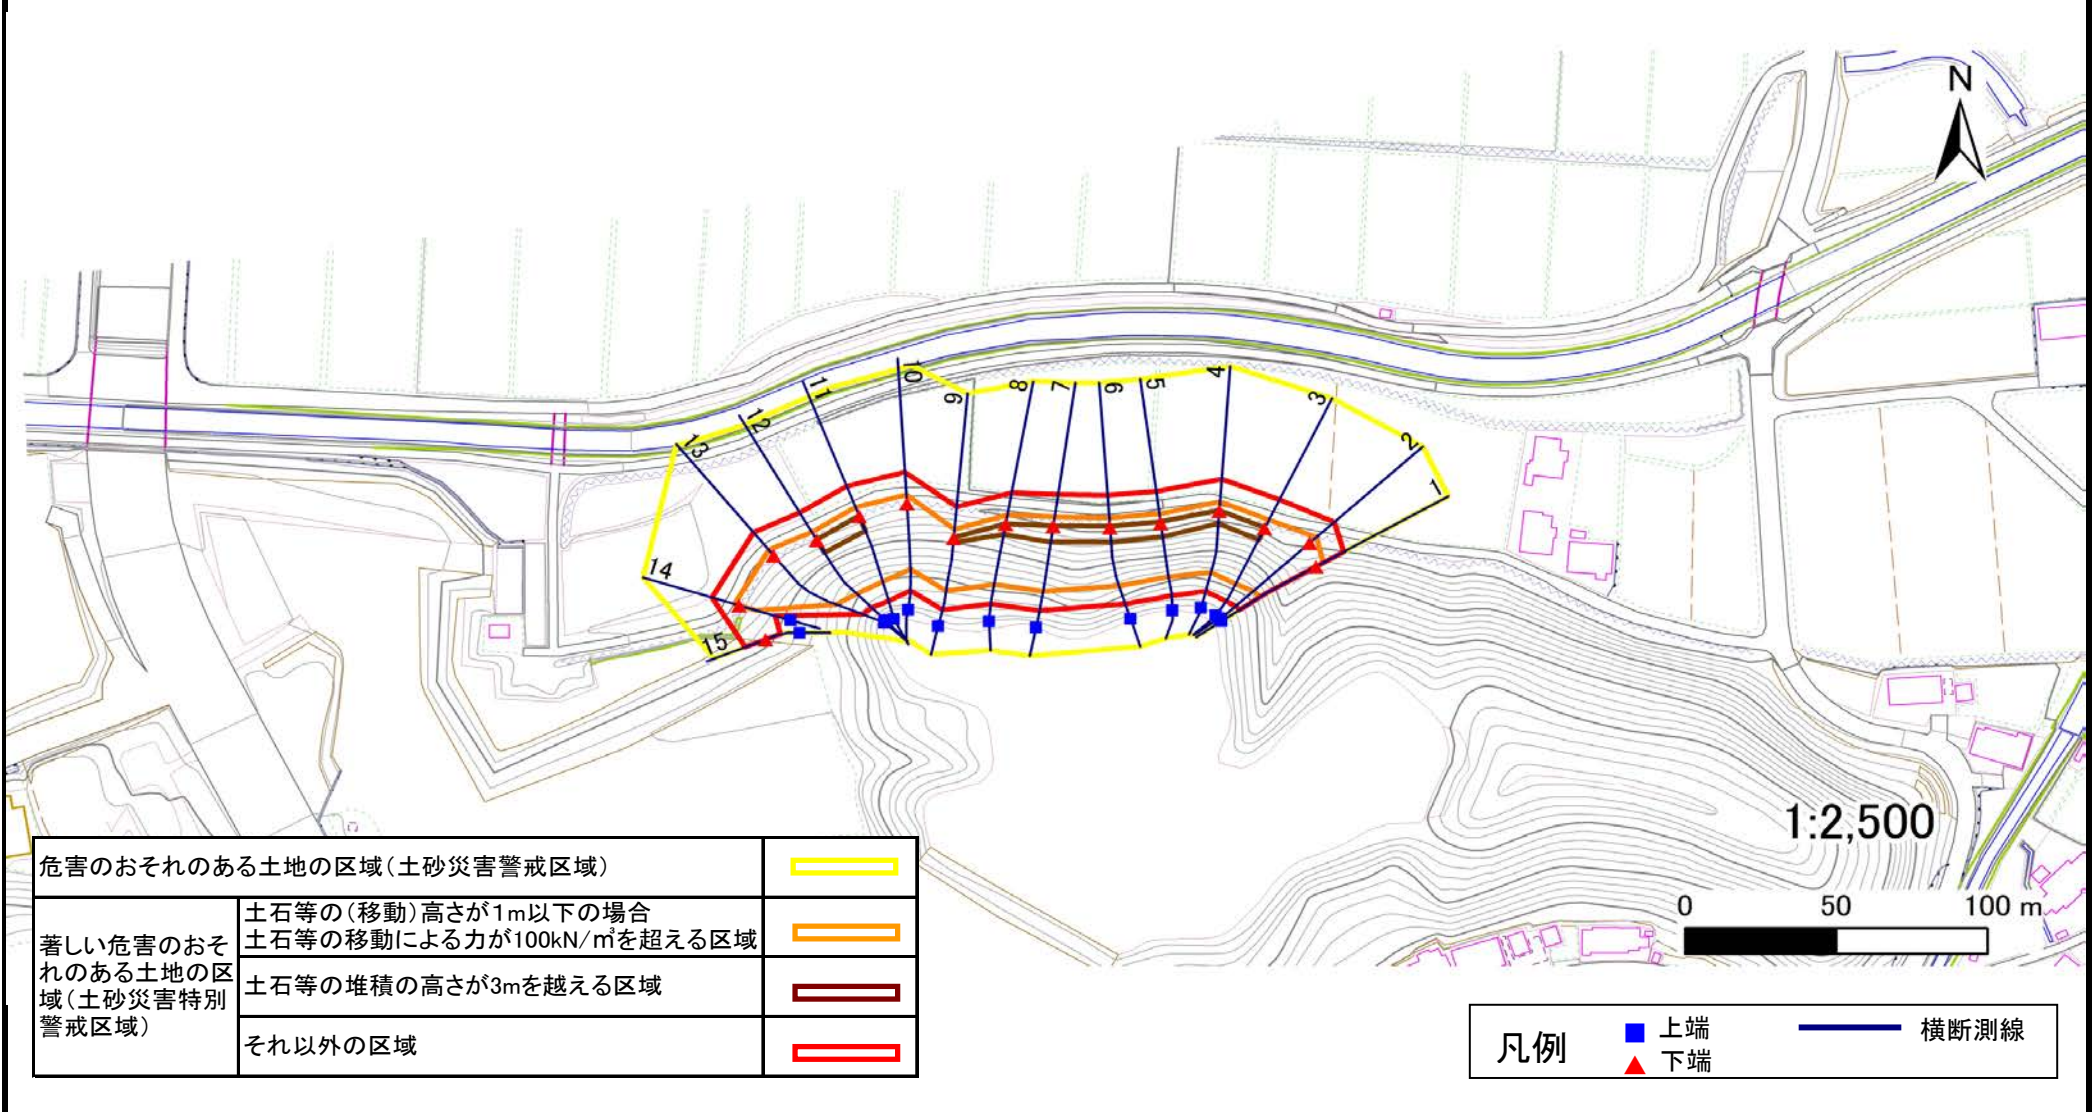 N
10
11
12
13
9
8
7
6
5
4
3
2
1
14
15
1:2,500
0 50 100 m
危害のおそれのある土地の区域(土砂災害警戒区域)
著しい危害のおそ
れのある土地の区
域(土砂災害特別
警戒区域)
土石等の(移動)高さが1m以下の場合
土石等の移動による力が100kN/㎥を超える区域
土石等の堆積の高さが3mを越える区域
それ以外の区域
凡例
上端
下端
横断測線